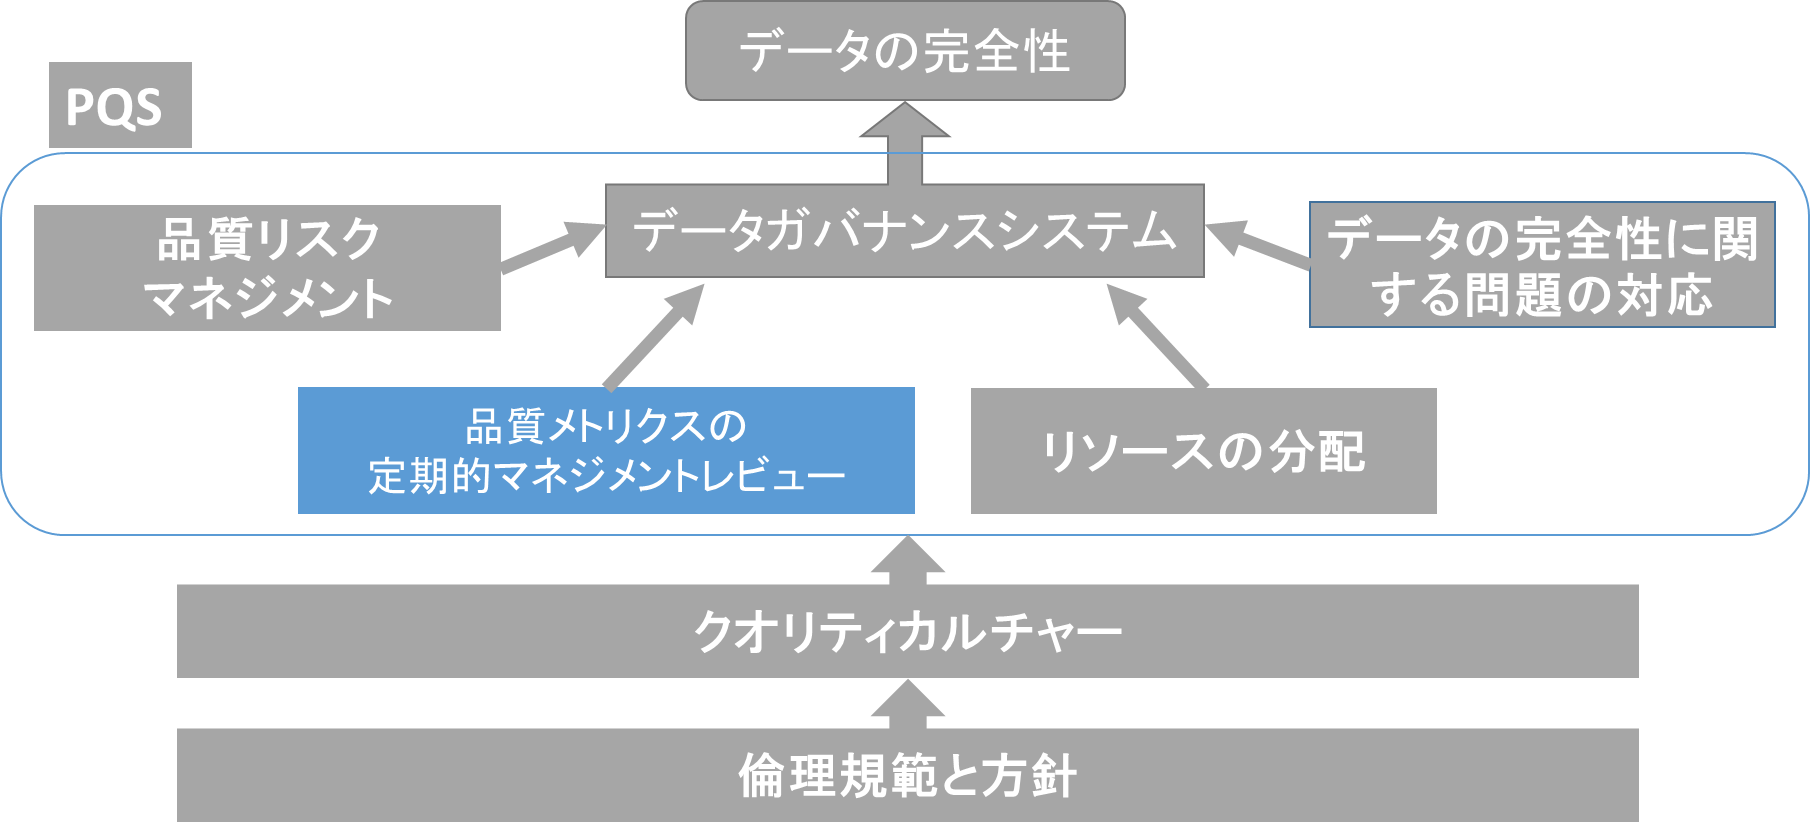 データの完全性
PQS
データガバナンスシステム
品質リスク
マネジメント
データの完全性に関
する問題の対応
品質メトリクスの
定期的マネジメントレビュー
リソースの分配
クオリティカルチャー
倫理規範と方針